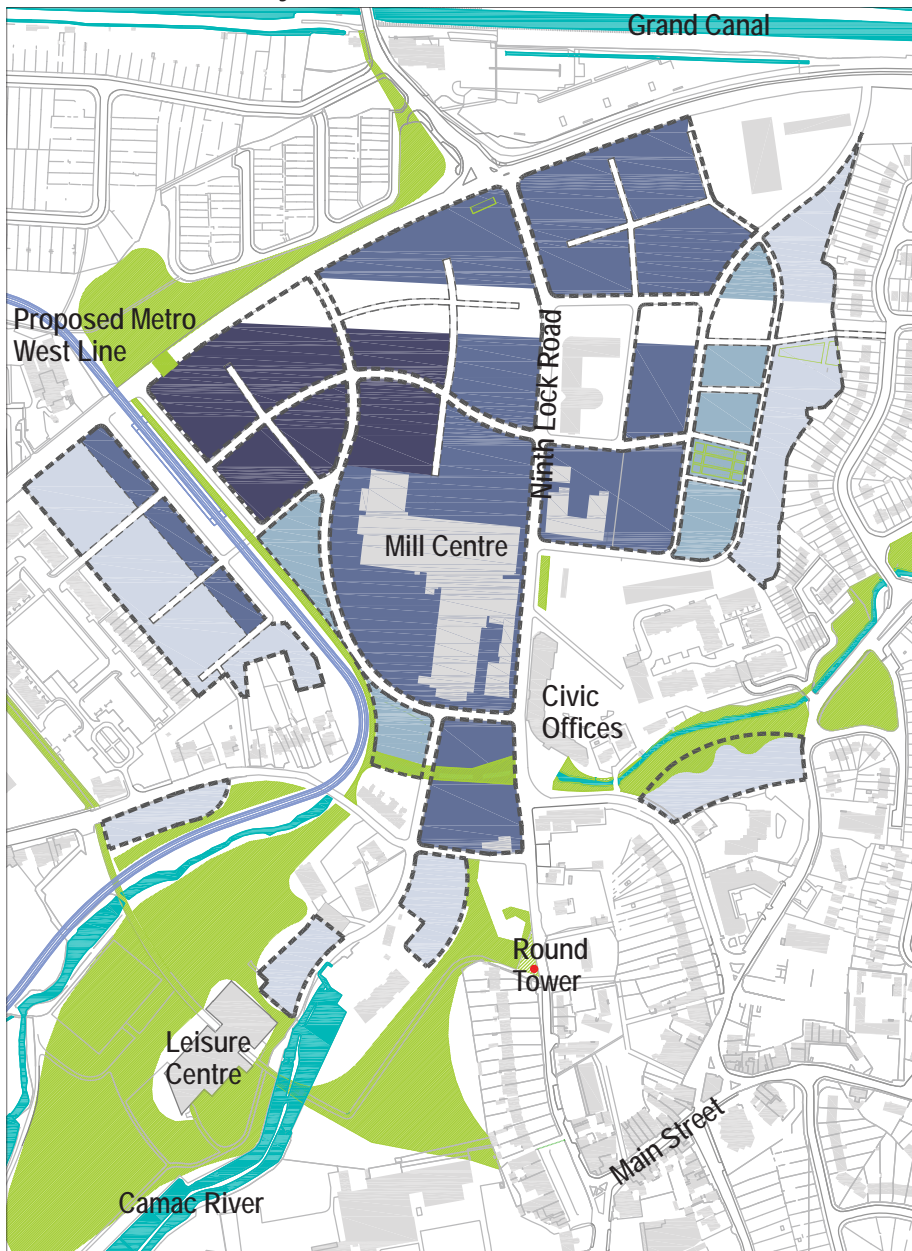 Grand Canal
Proposed Metro
West Line
Ninth Lock Road
Mill Centre
Civic
Offices
Round
Tower
Leisure
Centre
Main Street
Camac River